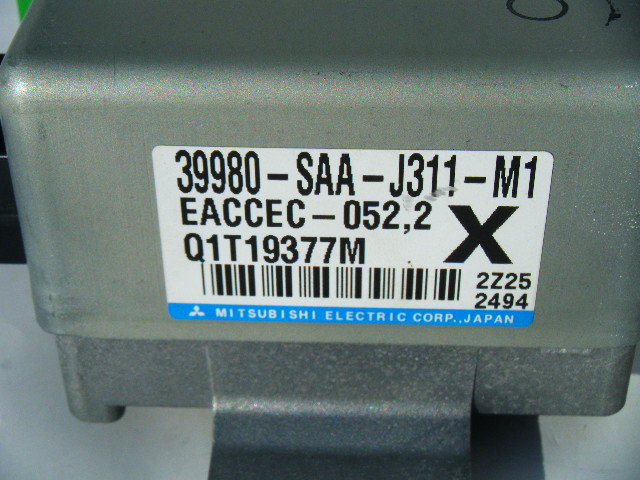 39980-SAA-J311-M1
EACCEC-052,2
X
Q1T19377M
2Z25
2494
MITSUBISHI ELECTRIC CORP.,JAPAN